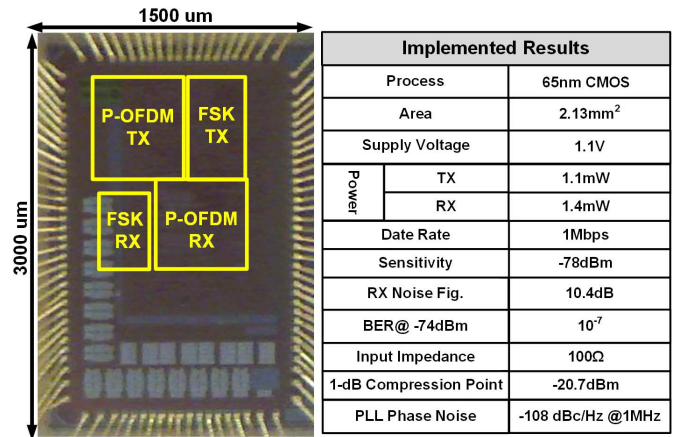 1500 um
3000 um
P-OFDM
TX
FSK
TX
FSK
RX
P-OFDM
RX
Implemented Results
Process 65nm CMOS
Area 2.13mm²
Supply Voltage 1.1V
Power
TX 1.1mW
RX 1.4mW
Date Rate 1Mbps
Sensitivity -78dBm
RX Noise Fig. 10.4dB
BER@ -74dBm 10⁻⁷
Input Impedance 100Ω
1-dB Compression Point -20.7dBm
PLL Phase Noise -108 dBc/Hz @1MHz